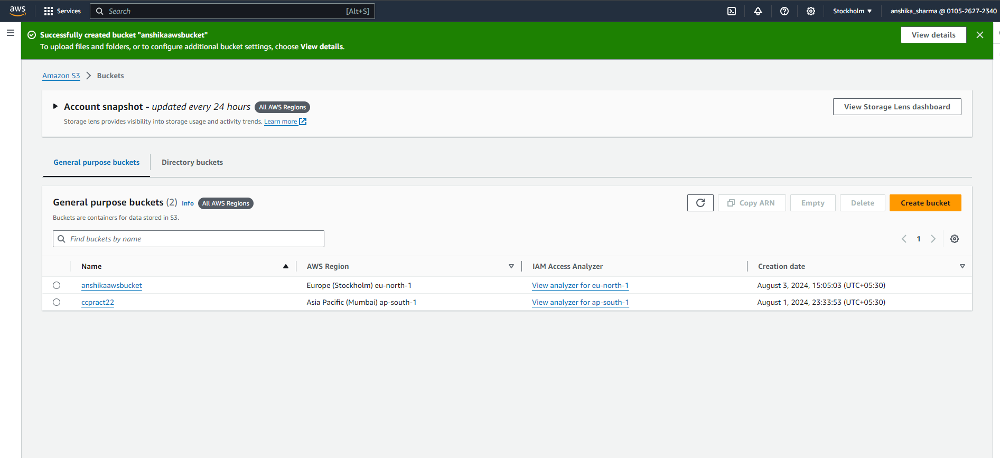 aws Services Search [Alt+S] Stockholm ▼ anshika_sharma @ 0105-2627-2340
Successfully created bucket "anshikaawsbucket" View details
To upload files and folders, or to configure additional bucket settings, choose View details.
Amazon S3 > Buckets
Account snapshot - updated every 24 hours All AWS Regions View Storage Lens dashboard
Storage lens provides visibility into storage usage and activity trends. Learn more
General purpose buckets Directory buckets
General purpose buckets (2) Info All AWS Regions Copy ARN Empty Delete Create bucket
Buckets are containers for data stored in S3.
Find buckets by name < 1 >
Name AWS Region IAM Access Analyzer Creation date
anshikaawsbucket Europe (Stockholm) eu-north-1 View analyzer for eu-north-1 August 3, 2024, 15:05:03 (UTC+05:30)
ccpract22 Asia Pacific (Mumbai) ap-south-1 View analyzer for ap-south-1 August 1, 2024, 23:33:53 (UTC+05:30)